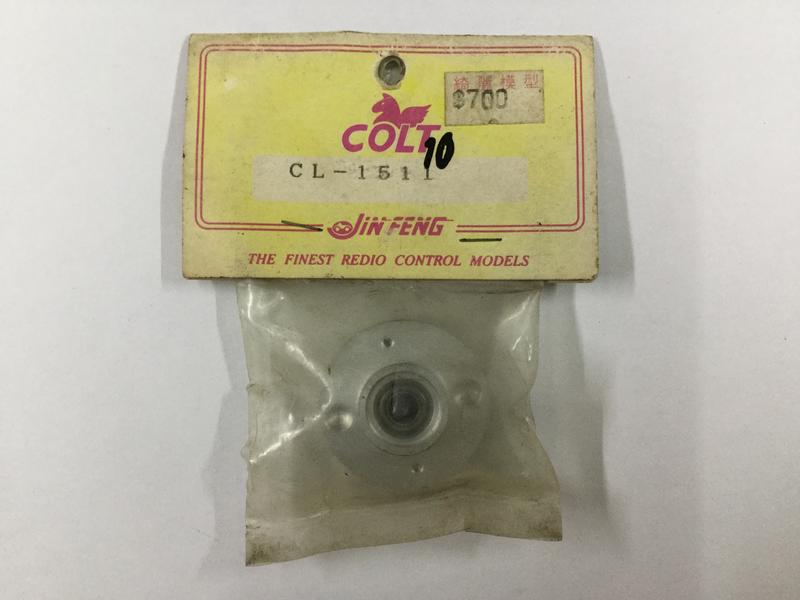 綺麗模型
$700
COLT
10
CL-1511
JIN FENG
THE FINEST REDIO CONTROL MODELS